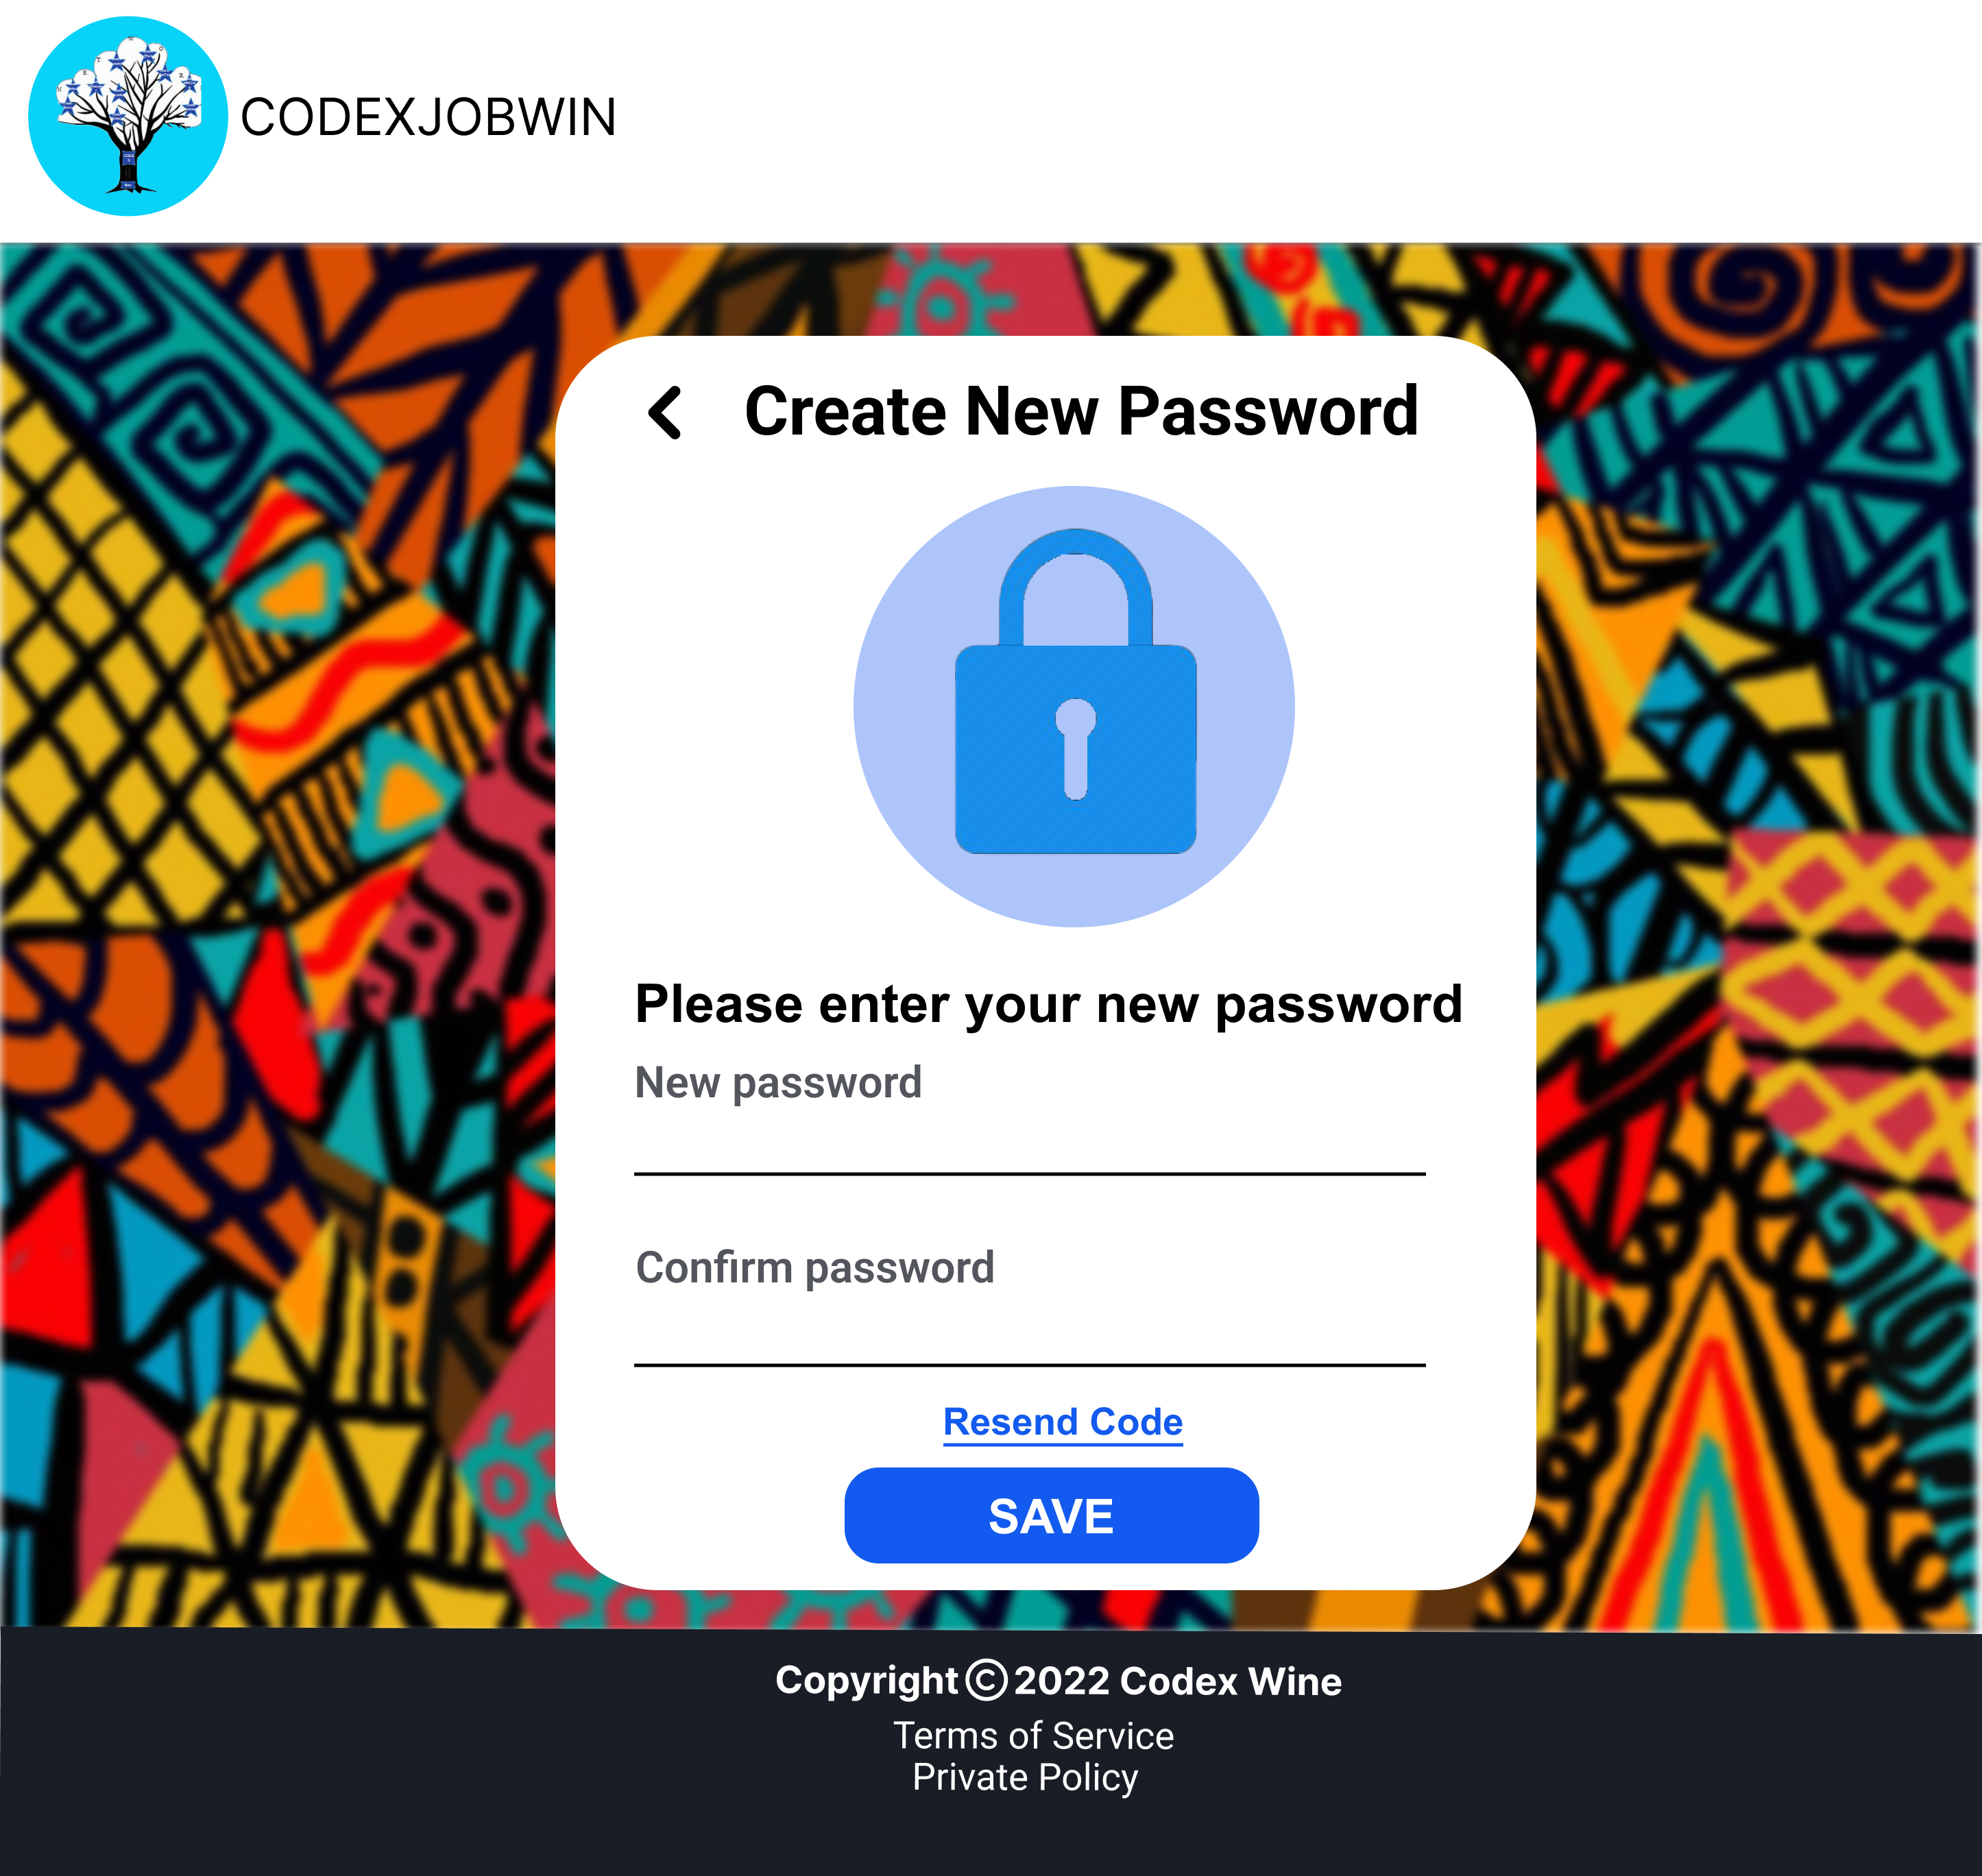 CODEXJOBWIN
Create New Password
Please enter your new password
New password
Confirm password
Resend Code
SAVE
Copyright©2022 Codex Wine
Terms of Service
Private Policy